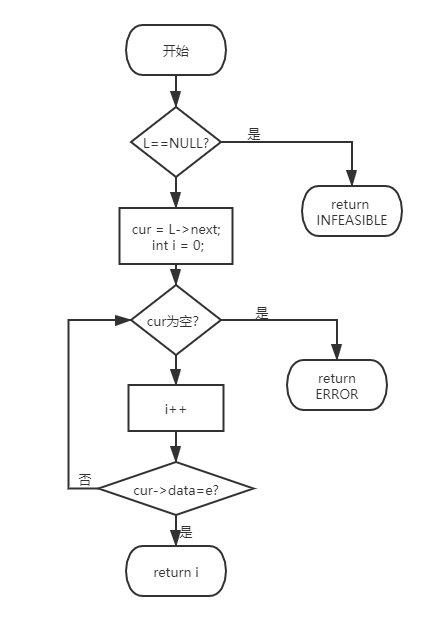 开始
L==NULL?
是
return
INFEASIBLE
cur = L->next;
int i = 0;
cur为空?
是
return
ERROR
i++
否
cur->data=e?
是
return i